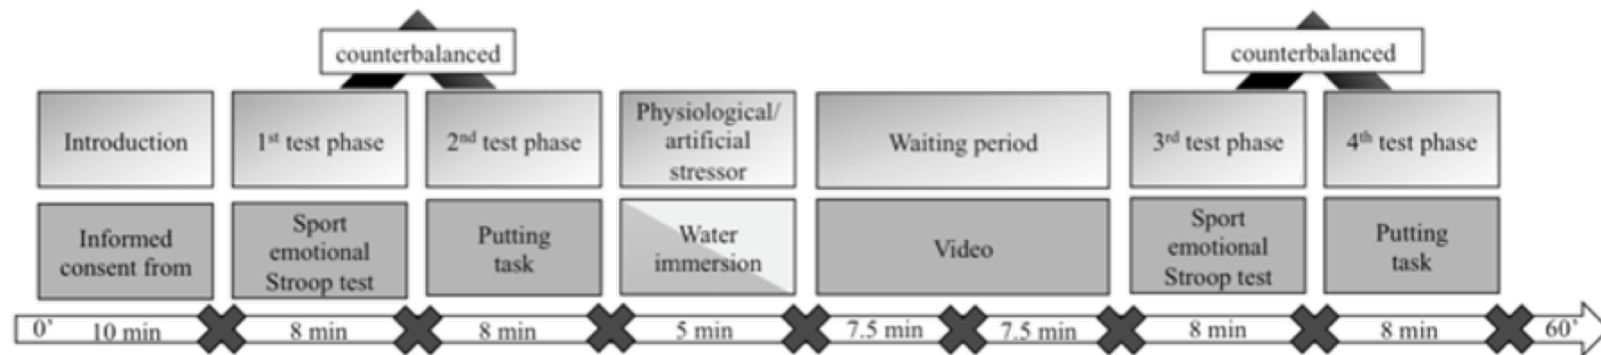 counterbalanced
counterbalanced
Introduction
1st test phase
2nd test phase
Physiological/
artificial
stressor
Waiting period
3rd test phase
4th test phase
Informed
consent from
Sport
emotional
Stroop test
Putting
task
Water
immersion
Video
Sport
emotional
Stroop test
Putting
task
0’ 10 min 8 min 8 min 5 min 7.5 min 7.5 min 8 min 8 min 60’